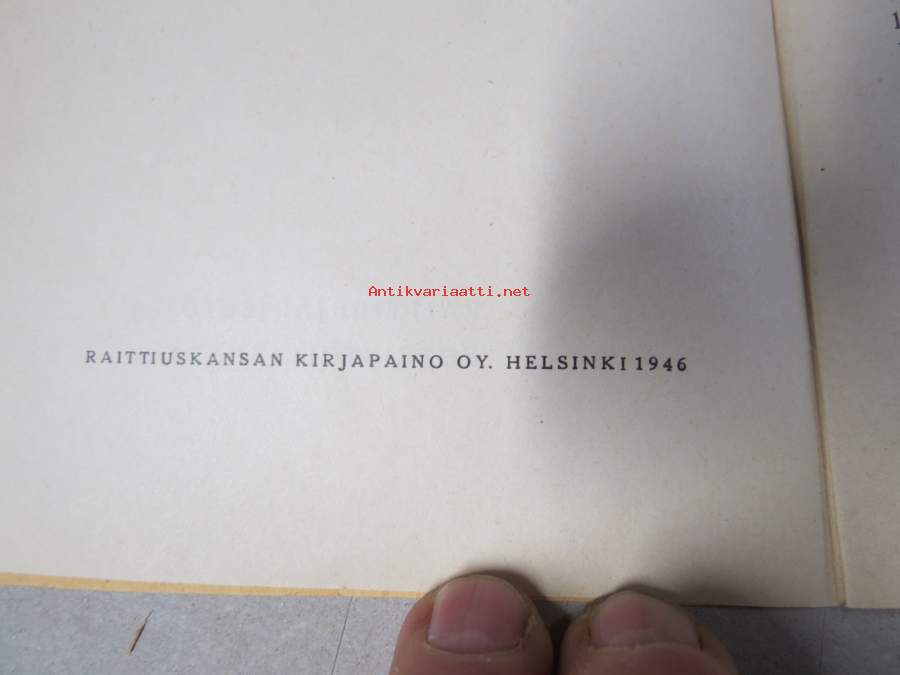 Antikvariaatti.net
RAITTIUSKANSAN KIRJAPAINO OY. HELSINKI 1946